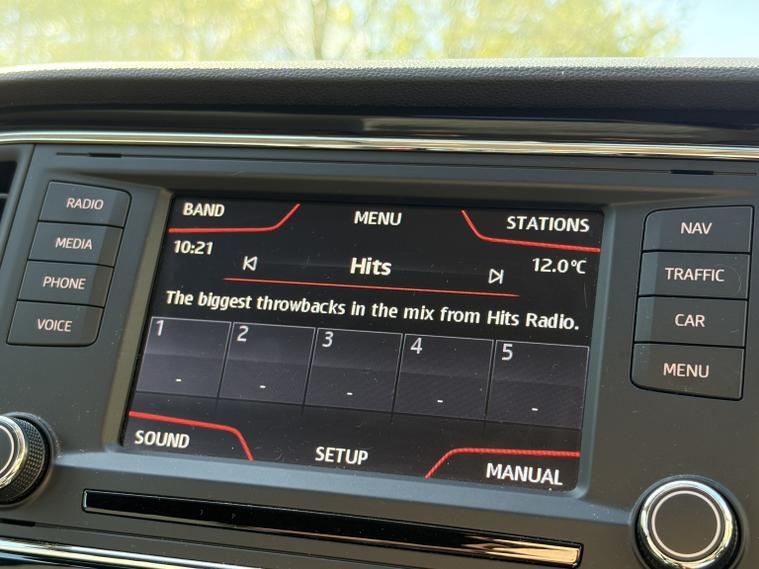 RADIO
MEDIA
PHONE
VOICE
BAND
MENU
STATIONS
10:21
Hits
12.0°C
The biggest throwbacks in the mix from Hits Radio.
1 2 3 4 5
- - - - -
SOUND
SETUP
MANUAL
NAV
TRAFFIC
CAR
MENU